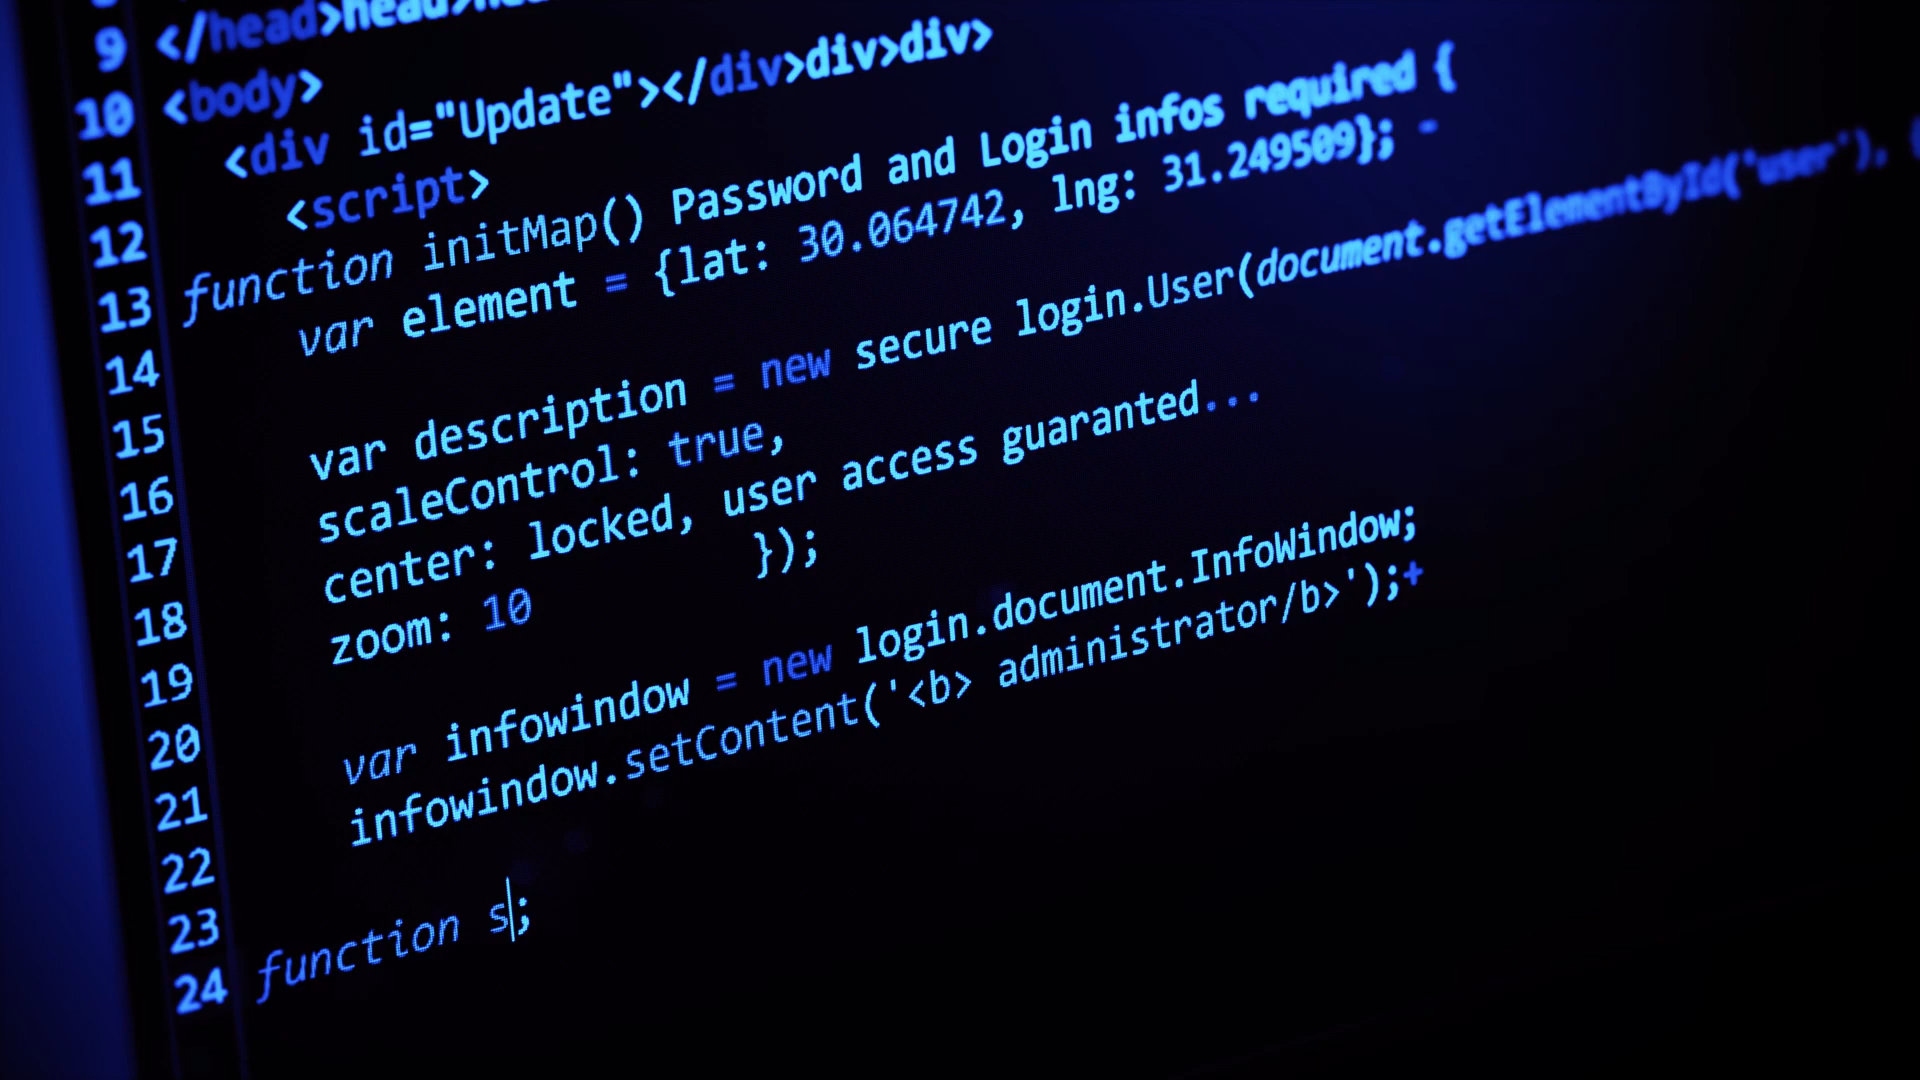 9 </head>head>
10 <body>
11 <div id="Update"></div>div>div>
12 <script>
13 function initMap() Password and Login infos required {
14 var element = {lat: 30.064742, lng: 31.249509}; -
15
16 var description = new secure login.User(document.getElementById('user'), {
17 scaleControl: true,
18 center: locked, user access guaranted...
19 zoom: 10 });
20
21 var infowindow = new login.document.InfoWindow;
22 infowindow.setContent('<b> administrator/b>');+
23
24 function s;